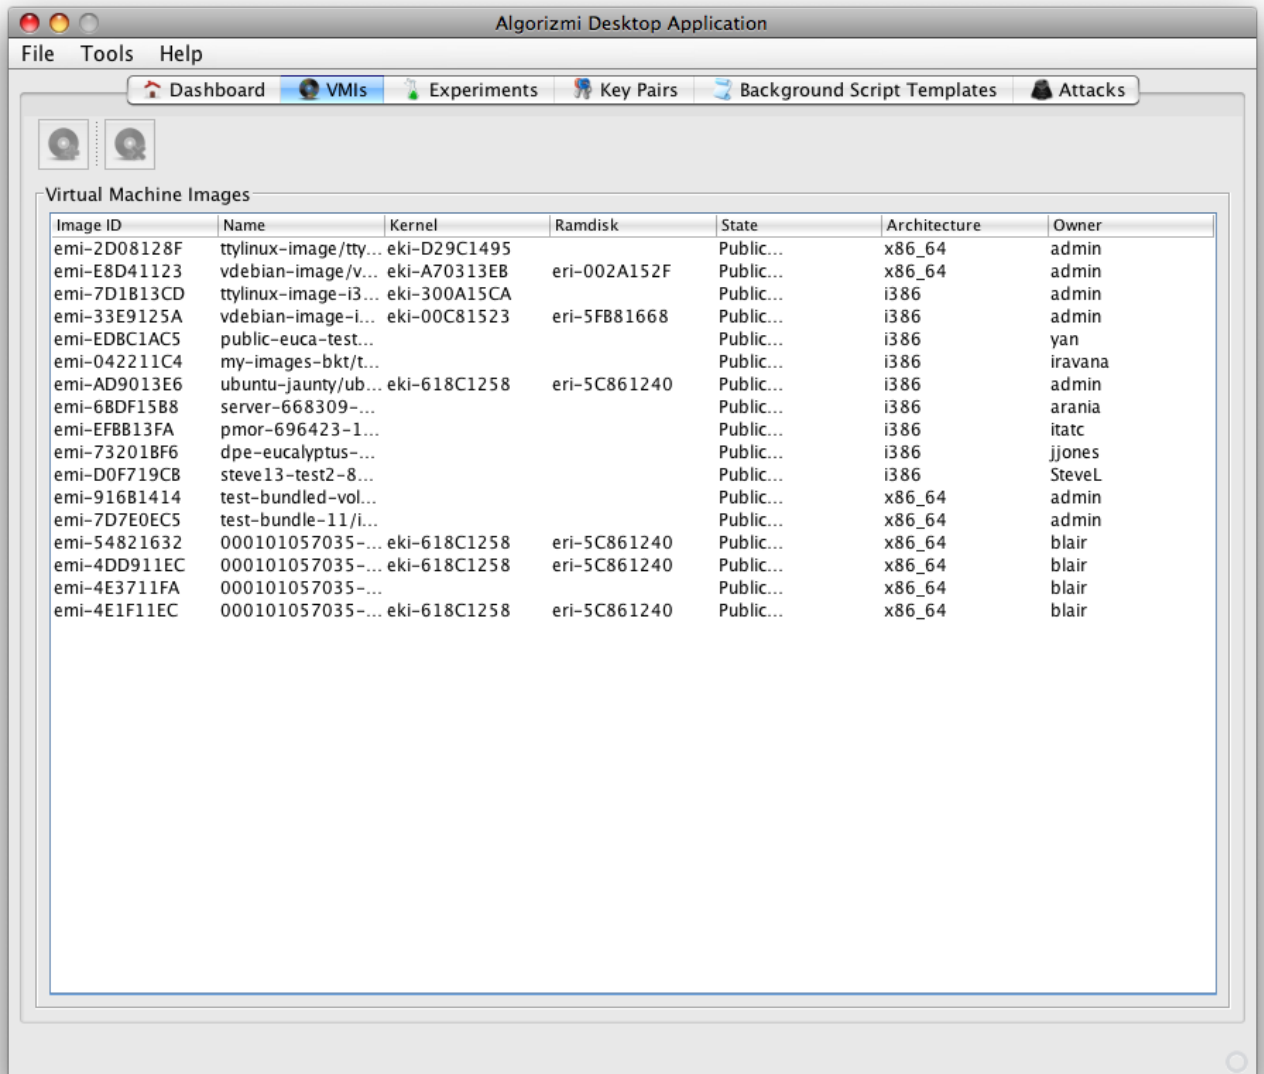 Algorizmi Desktop Application
File Tools Help
Dashboard VMIs Experiments Key Pairs Background Script Templates Attacks
Virtual Machine Images
Image ID Name Kernel Ramdisk State Architecture Owner
emi-2D08128F ttylinux-image/tty... eki-D29C1495 Public... x86_64 admin
emi-E8D41123 vdebian-image/v... eki-A70313EB eri-002A152F Public... x86_64 admin
emi-7D1B13CD ttylinux-image-i3... eki-300A15CA Public... i386 admin
emi-33E9125A vdebian-image-i... eki-00C81523 eri-5FB81668 Public... i386 admin
emi-EDBC1AC5 public-euca-test... Public... i386 yan
emi-042211C4 my-images-bkt/t... Public... i386 iravana
emi-AD9013E6 ubuntu-jaunty/ub... eki-618C1258 eri-5C861240 Public... i386 admin
emi-6BDF15B8 server-668309-... Public... i386 arania
emi-EFBB13FA pmor-696423-1... Public... i386 itatc
emi-73201BF6 dpe-eucalyptus-... Public... i386 jjones
emi-D0F719CB steve13-test2-8... Public... i386 SteveL
emi-916B1414 test-bundled-vol... Public... x86_64 admin
emi-7D7E0EC5 test-bundle-11/i... Public... x86_64 admin
emi-54821632 000101057035-... eki-618C1258 eri-5C861240 Public... x86_64 blair
emi-4DD911EC 000101057035-... eki-618C1258 eri-5C861240 Public... x86_64 blair
emi-4E3711FA 000101057035-... Public... x86_64 blair
emi-4E1F11EC 000101057035-... eki-618C1258 eri-5C861240 Public... x86_64 blair